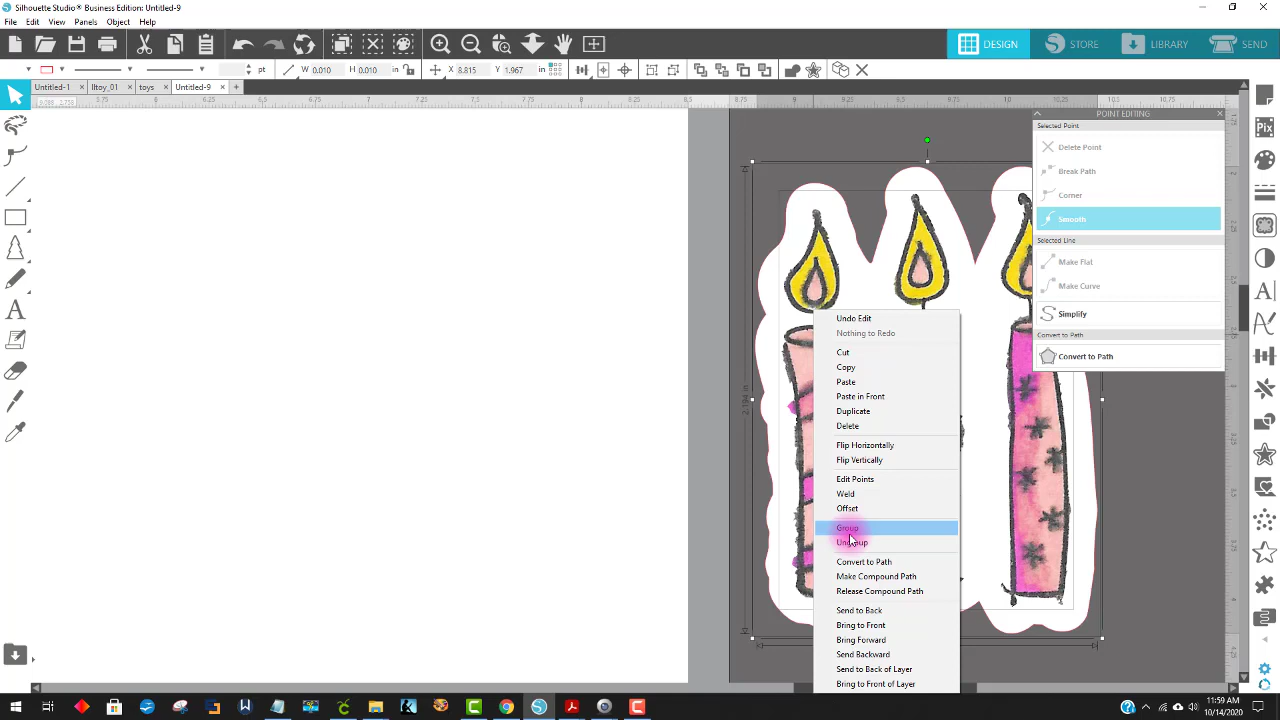 Silhouette Studio® Business Edition: Untitled-9
File Edit View Panels Object Help
DESIGN STORE LIBRARY SEND
pt W 0.010 H 0.010 in X 8.815 Y 1.967 in
Untitled-1 lltoy_01 toys Untitled-9
POINT EDITING
Selected Point
Delete Point
Break Path
Corner
Smooth
Selected Line
Make Flat
Make Curve
Simplify
Convert to Path
Convert to Path
Undo Edit
Nothing to Redo
Cut
Copy
Paste
Paste in Front
Duplicate
Delete
Flip Horizontally
Flip Vertically
Edit Points
Weld
Offset
Group
Ungroup
Convert to Path
Make Compound Path
Release Compound Path
Send to Back
Bring to Front
Bring Forward
Send Backward
Send to Back of Layer
Bring to Front of Layer
11:59 AM
10/14/2020